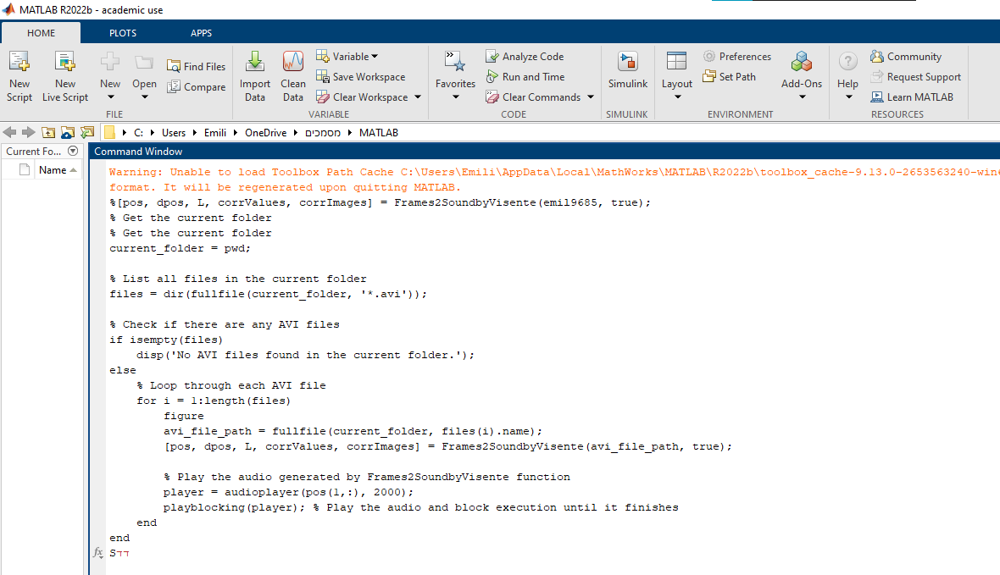 MATLAB R2022b - academic use
HOME PLOTS APPS
New Script
New Live Script
New
Open
Find Files
Compare
FILE
Import Data
Clean Data
Variable
Save Workspace
Clear Workspace
VARIABLE
Favorites
Analyze Code
Run and Time
Clear Commands
CODE
Simulink
SIMULINK
Layout
Preferences
Set Path
Add-Ons
ENVIRONMENT
Help
Community
Request Support
Learn MATLAB
RESOURCES
C: Users Emili OneDrive מסמכים MATLAB
Current Fo...
Name
Command Window
Warning: Unable to load Toolbox Path Cache C:\Users\Emili\AppData\Local\MathWorks\MATLAB\R2022b\toolbox_cache-9.13.0-2653563240-win6
format. It will be regenerated upon quitting MATLAB.
%[pos, dpos, L, corrValues, corrImages] = Frames2SoundbyVisente(emil9685, true);
% Get the current folder
% Get the current folder
current_folder = pwd;
% List all files in the current folder
files = dir(fullfile(current_folder, '*.avi'));
% Check if there are any AVI files
if isempty(files)
disp('No AVI files found in the current folder.');
else
% Loop through each AVI file
for i = 1:length(files)
figure
avi_file_path = fullfile(current_folder, files(i).name);
[pos, dpos, L, corrValues, corrImages] = Frames2SoundbyVisente(avi_file_path, true);
% Play the audio generated by Frames2SoundbyVisente function
player = audioplayer(pos(1,:), 2000);
playblocking(player); % Play the audio and block execution until it finishes
end
end
fx Sדד